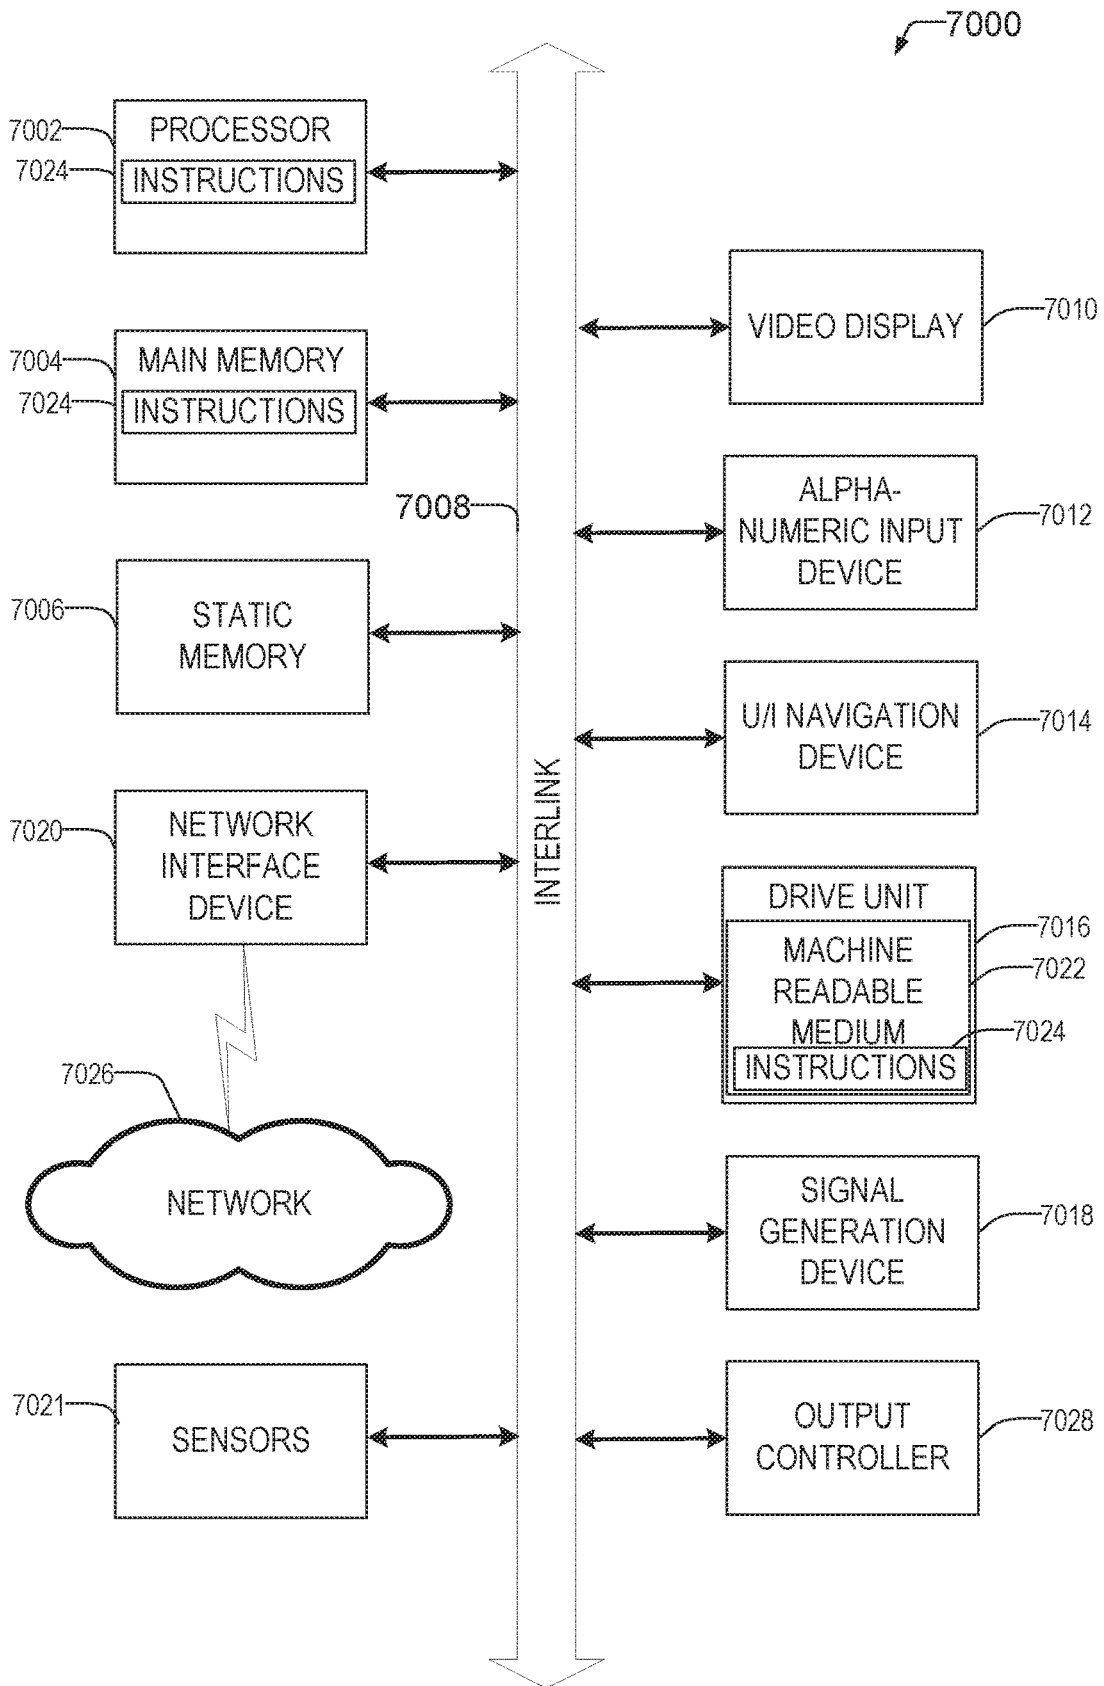 7000
7002
PROCESSOR
7024
INSTRUCTIONS
7004
MAIN MEMORY
7024
INSTRUCTIONS
7008
7006
STATIC
MEMORY
7020
NETWORK
INTERFACE
DEVICE
7026
NETWORK
7021
SENSORS
INTERLINK
VIDEO DISPLAY
7010
ALPHA-
NUMERIC INPUT
DEVICE
7012
U/I NAVIGATION
DEVICE
7014
DRIVE UNIT
7016
MACHINE
READABLE
MEDIUM
7022
7024
INSTRUCTIONS
SIGNAL
GENERATION
DEVICE
7018
OUTPUT
CONTROLLER
7028